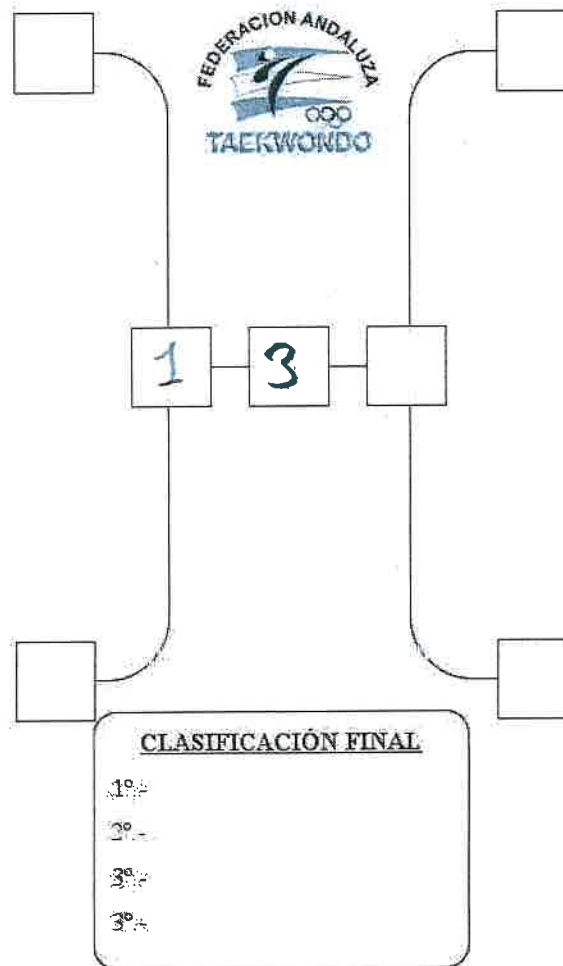 FEDERACION ANDALUZA
TAEKWONDO
1 3
CLASIFICACIÓN FINAL
1º.-
2º.-
3º.-
3º.-